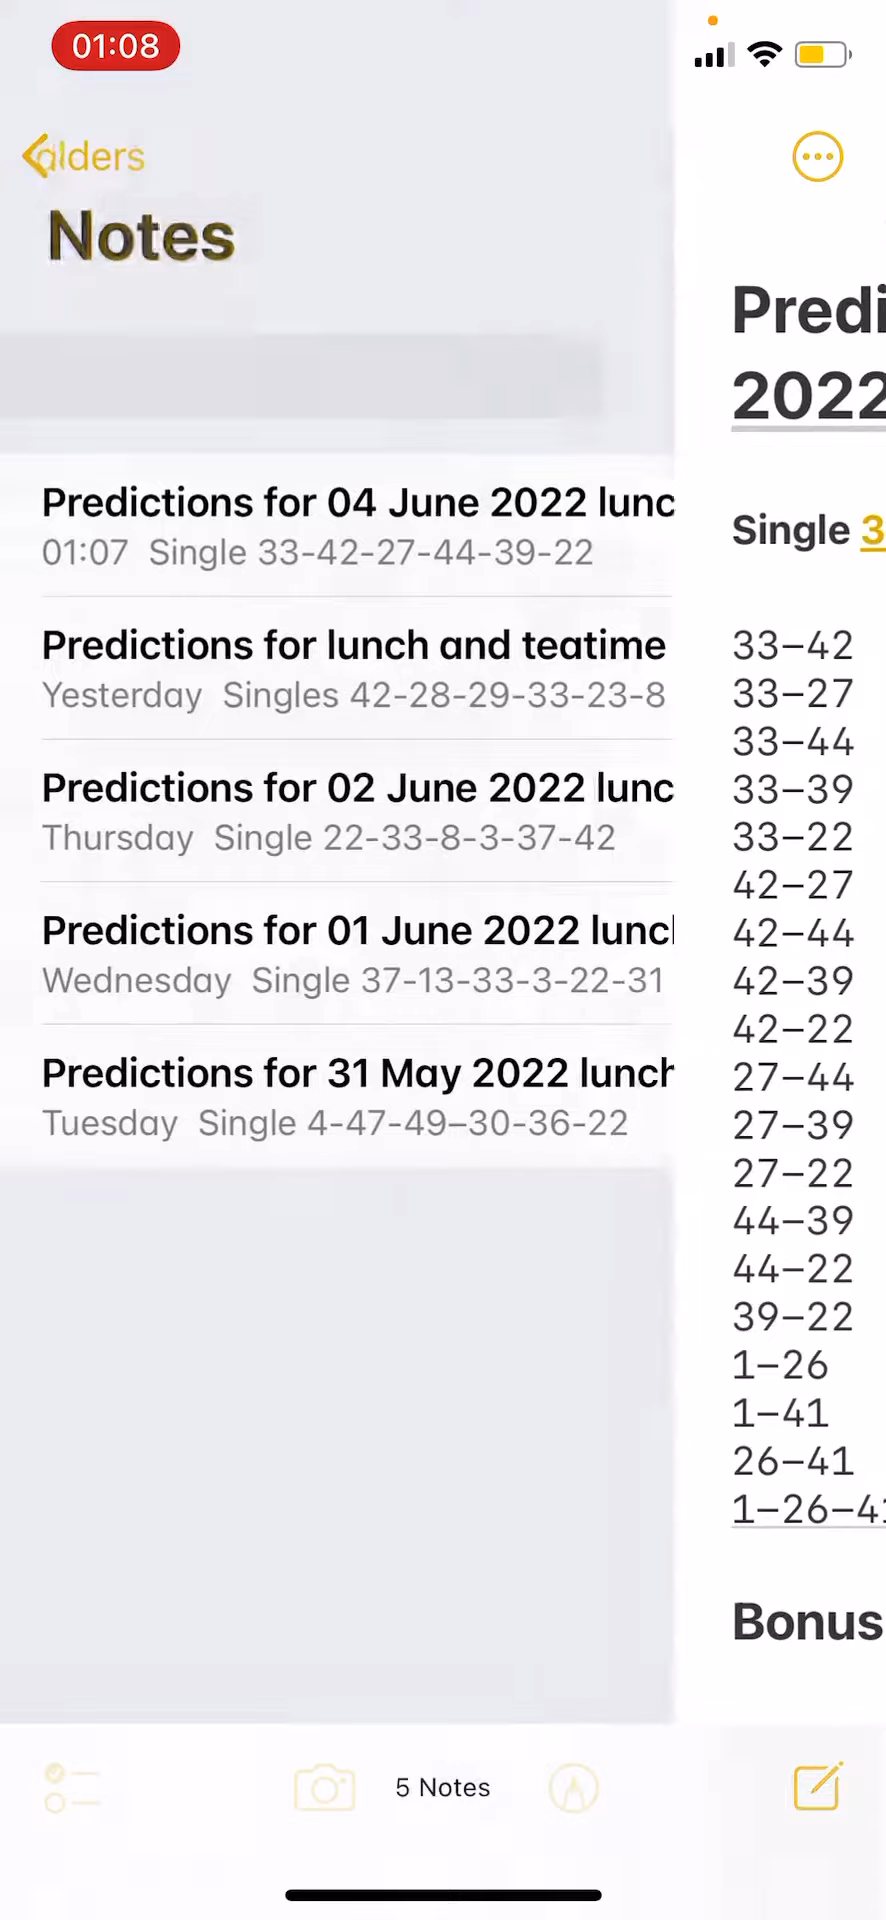 01:08
Notes
Predictions for 04 June 2022 lunc
01:07 Single 33-42-27-44-39-22
Predictions for lunch and teatime
Yesterday Singles 42-28-29-33-23-8
Predictions for 02 June 2022 lunc
Thursday Single 22-33-8-3-37-42
Predictions for 01 June 2022 lunc
Wednesday Single 37-13-33-3-22-31
Predictions for 31 May 2022 lunch
Tuesday Single 4-47-49–30-36-22
5 Notes
Predi
2022
Single 3
33–42
33–27
33–44
33–39
33–22
42–27
42–44
42–39
42–22
27–44
27–39
27–22
44–39
44–22
39–22
1–26
1–41
26–41
1–26–41
Bonus